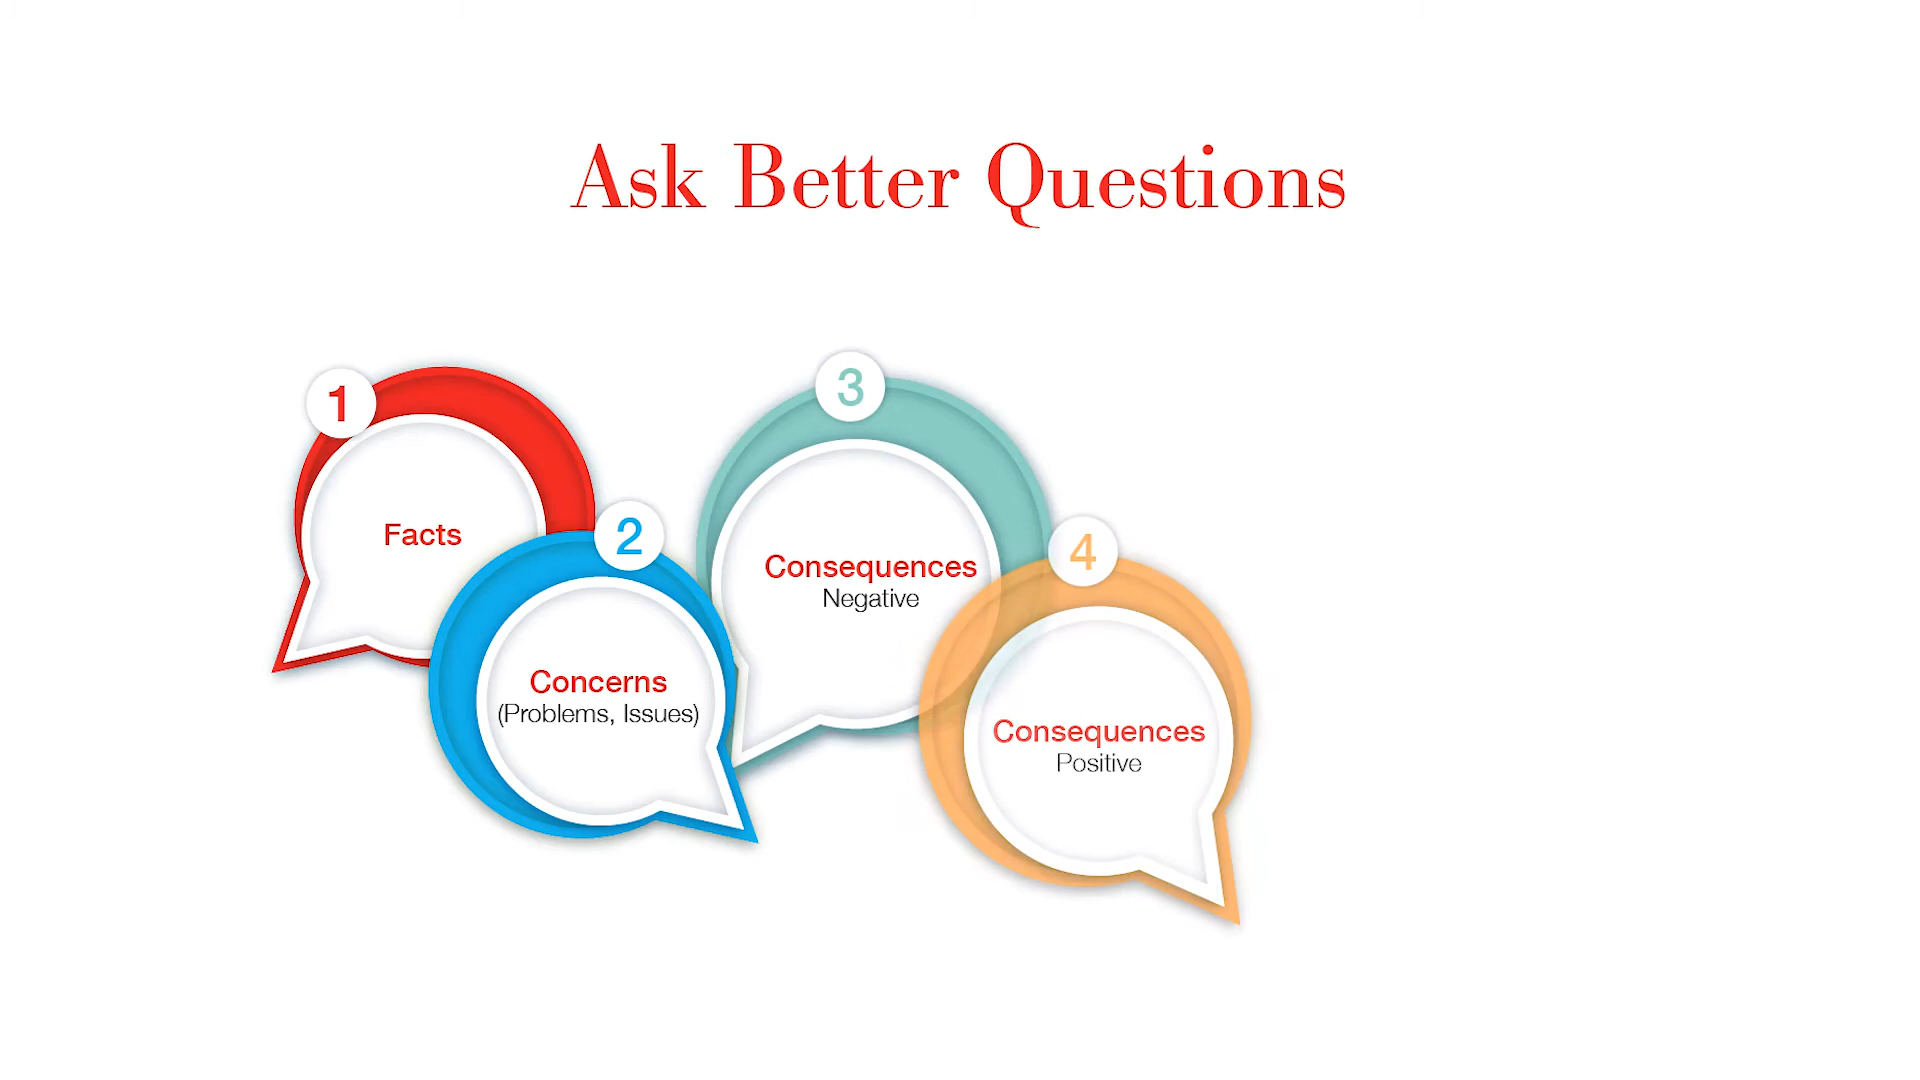 Ask Better Questions
1
Facts
2
Concerns
(Problems, Issues)
3
Consequences
Negative
4
Consequences
Positive